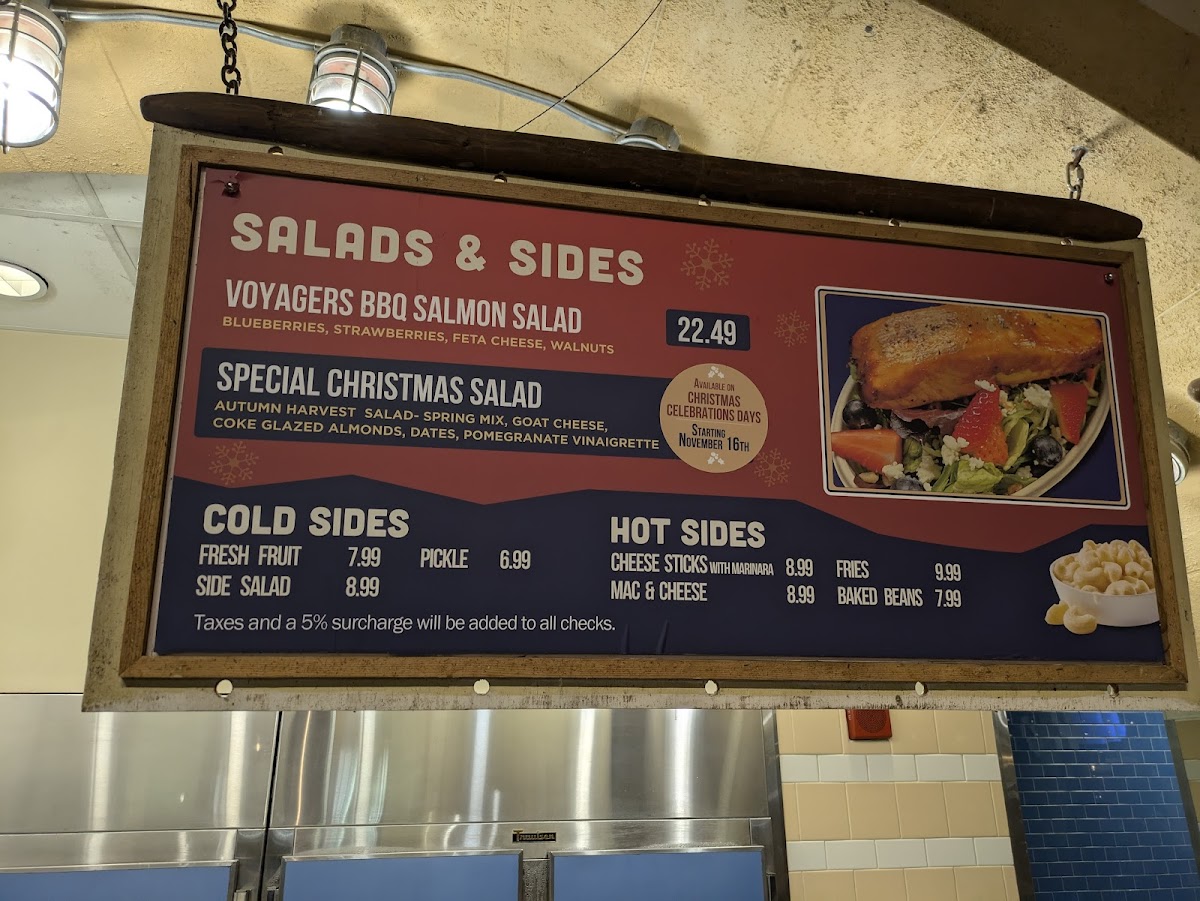 SALADS & SIDES
VOYAGERS BBQ SALMON SALAD
BLUEBERRIES, STRAWBERRIES, FETA CHEESE, WALNUTS
22.49
SPECIAL CHRISTMAS SALAD
AUTUMN HARVEST SALAD- SPRING MIX, GOAT CHEESE,
COKE GLAZED ALMONDS, DATES, POMEGRANATE VINAIGRETTE
AVAILABLE ON
CHRISTMAS
CELEBRATIONS DAYS
STARTING
NOVEMBER 16TH
COLD SIDES
FRESH FRUIT 7.99 PICKLE 6.99
SIDE SALAD 8.99
HOT SIDES
CHEESE STICKS WITH MARINARA 8.99 FRIES 9.99
MAC & CHEESE 8.99 BAKED BEANS 7.99
Taxes and a 5% surcharge will be added to all checks.